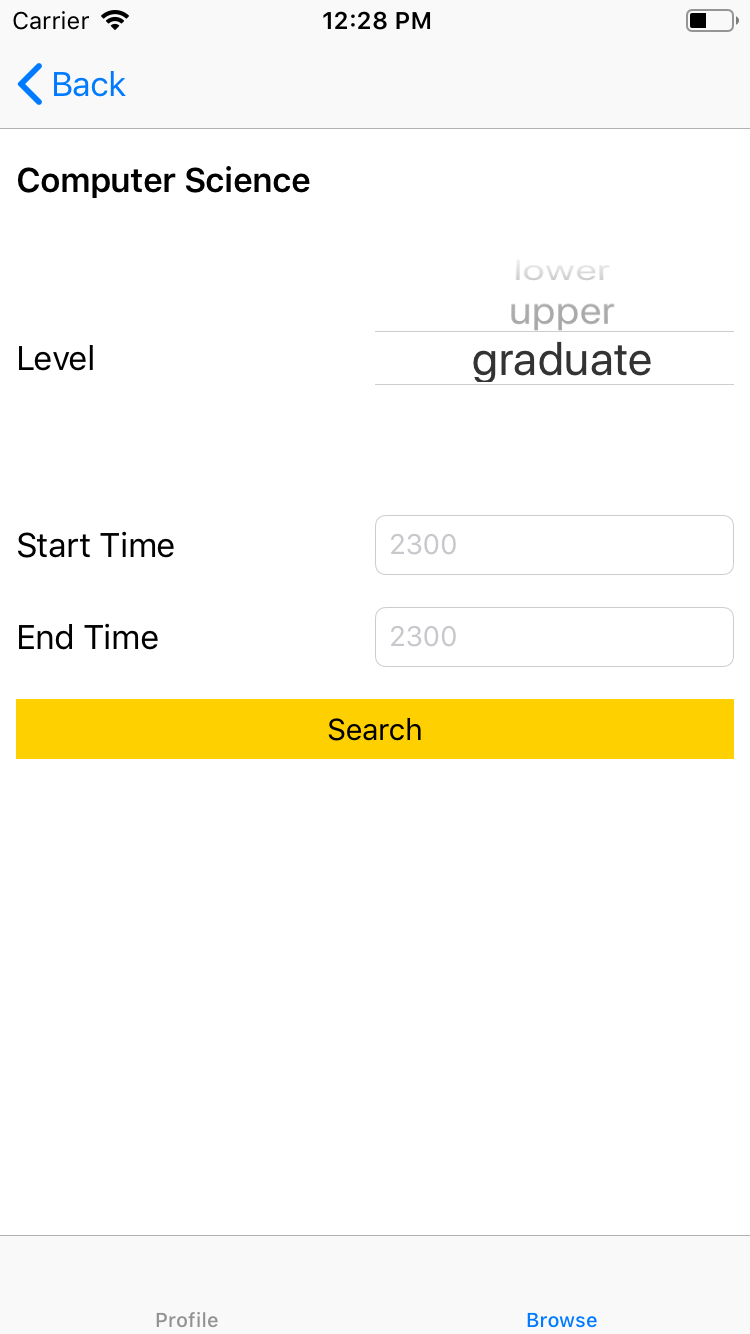 Carrier 12:28 PM
Back
Computer Science
lower
upper
Level graduate
Start Time 2300
End Time 2300
Search
Profile Browse